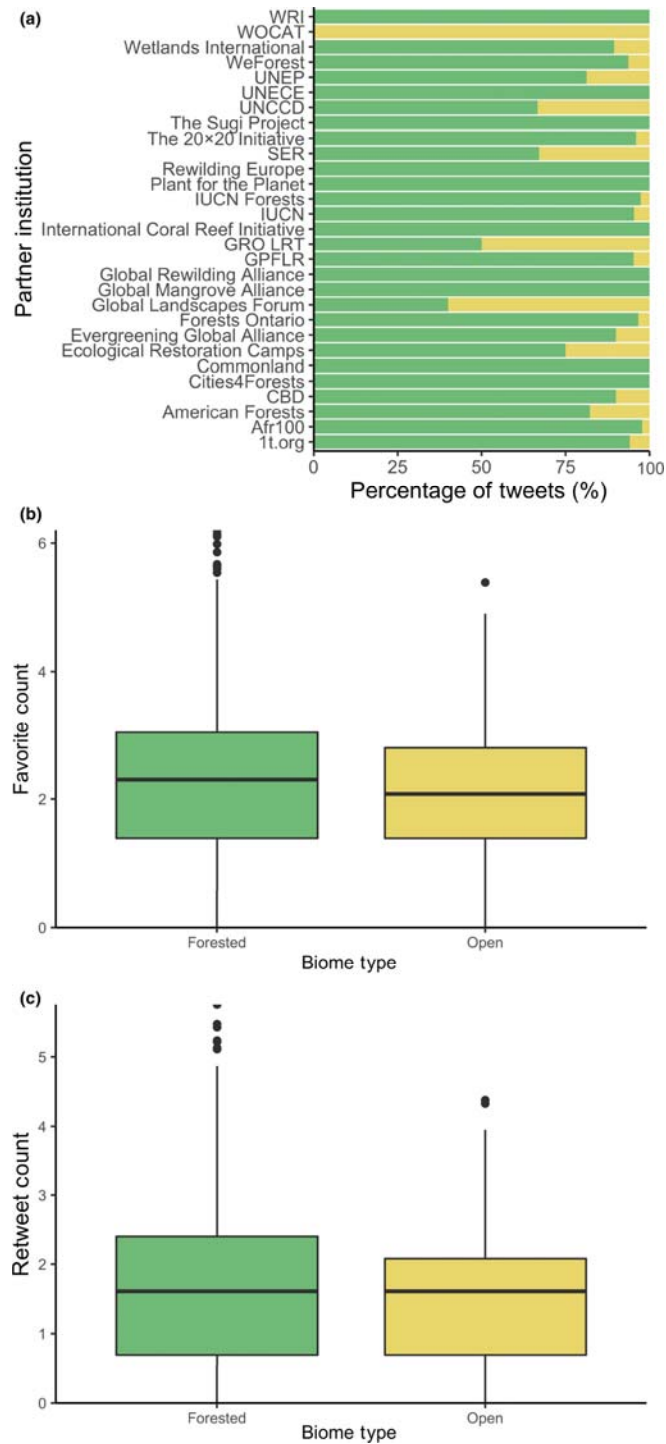 (a)
Partner institution
WRI
WOCAT
Wetlands International
WeForest
UNEP
UNECE
UNCCD
The Sugi Project
The 20×20 Initiative
SER
Rewilding Europe
Plant for the Planet
IUCN Forests
IUCN
International Coral Reef Initiative
GRO LRT
GPFLR
Global Rewilding Alliance
Global Mangrove Alliance
Global Landscapes Forum
Forests Ontario
Evergreening Global Alliance
Ecological Restoration Camps
Commonland
Cities4Forests
CBD
American Forests
Afr100
1t.org
0 25 50 75 100
Percentage of tweets (%)
(b)
Favorite count
6
4
2
0
Forested Open
Biome type
(c)
Retweet count
5
4
3
2
1
0
Forested Open
Biome type